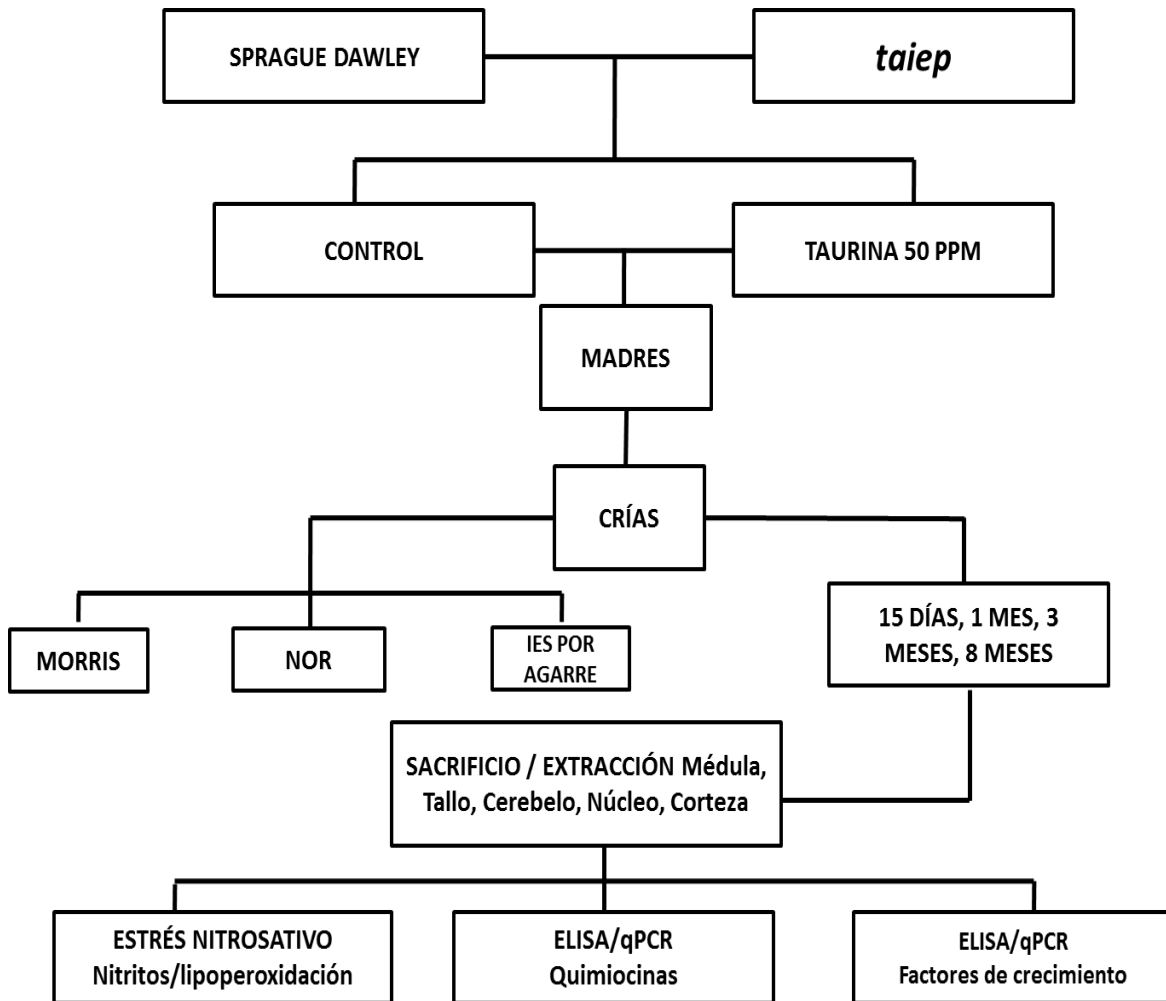 SPRAGUE DAWLEY
taiep
CONTROL
TAURINA 50 PPM
MADRES
CRÍAS
MORRIS
NOR
IES POR
AGARRE
15 DÍAS, 1 MES, 3
MESES, 8 MESES
SACRIFICIO / EXTRACCIÓN Médula,
Tallo, Cerebelo, Núcleo, Corteza
ESTRÉS NITROSATIVO
Nitritos/lipoperoxidación
ELISA/qPCR
Quimiocinas
ELISA/qPCR
Factores de crecimiento